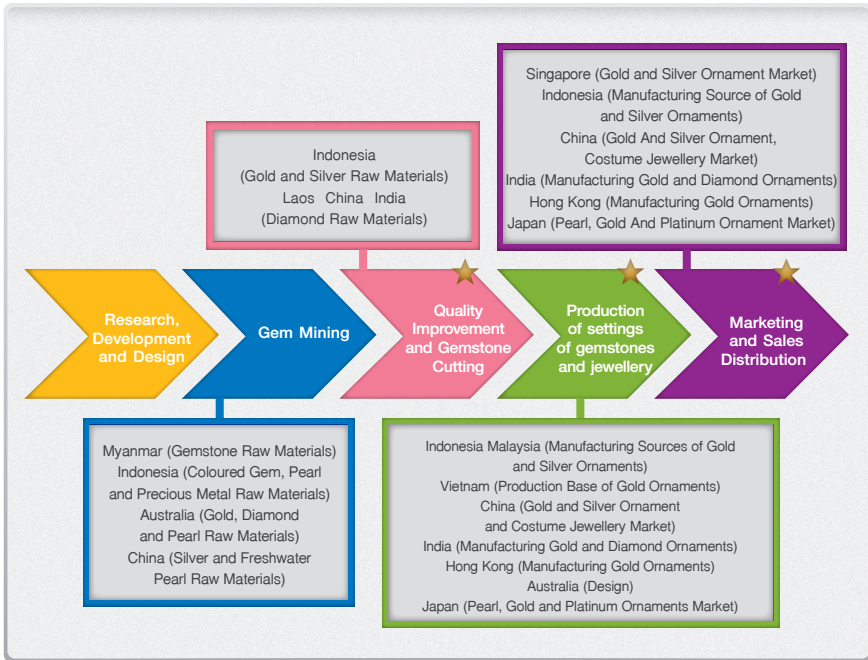 Singapore (Gold and Silver Ornament Market)
Indonesia (Manufacturing Source of Gold
and Silver Ornaments)
China (Gold And Silver Ornament,
Costume Jewellery Market)
India (Manufacturing Gold and Diamond Ornaments)
Hong Kong (Manufacturing Gold Ornaments)
Japan (Pearl, Gold And Platinum Ornament Market)
Indonesia
(Gold and Silver Raw Materials)
Laos China India
(Diamond Raw Materials)
Research,
Development
and Design
Gem Mining
Quality
Improvement
and Gemstone
Cutting
Production
of settings
of gemstones
and jewellery
Marketing
and Sales
Distribution
Myanmar (Gemstone Raw Materials)
Indonesia (Coloured Gem, Pearl
and Precious Metal Raw Materials)
Australia (Gold, Diamond
and Pearl Raw Materials)
China (Silver and Freshwater
Pearl Raw Materials)
Indonesia Malaysia (Manufacturing Sources of Gold
and Silver Ornaments)
Vietnam (Production Base of Gold Ornaments)
China (Gold and Silver Ornament
and Costume Jewellery Market)
India (Manufacturing Gold and Diamond Ornaments)
Hong Kong (Manufacturing Gold Ornaments)
Australia (Design)
Japan (Pearl, Gold and Platinum Ornaments Market)